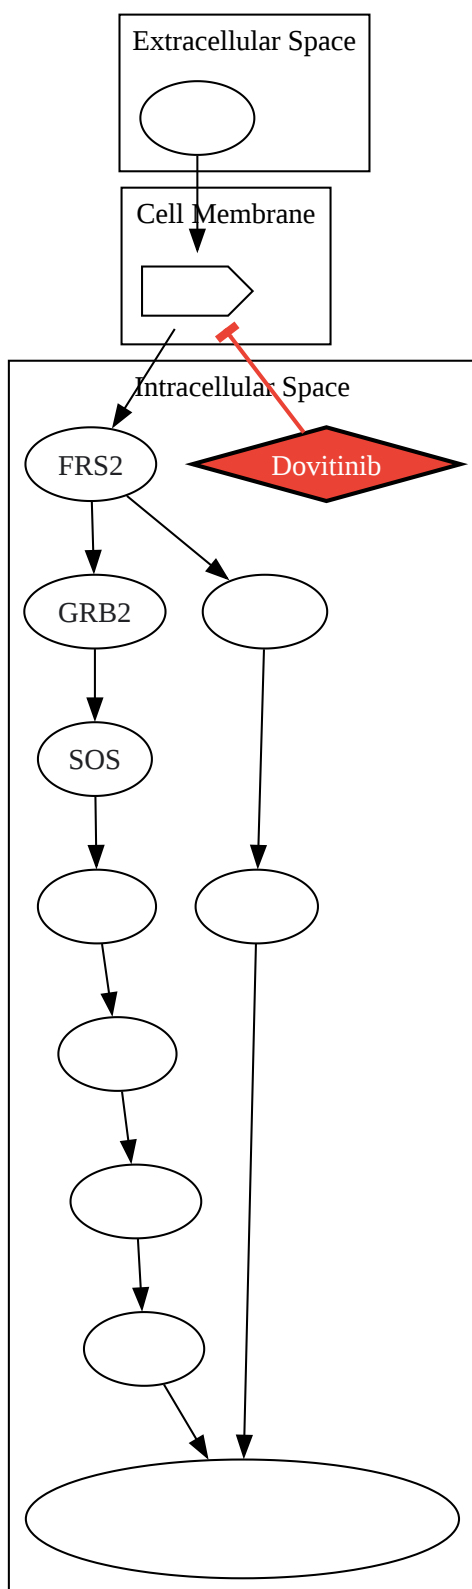 Extracellular Space
Cell Membrane
Intracellular Space
FRS2
Dovitinib
GRB2
SOS